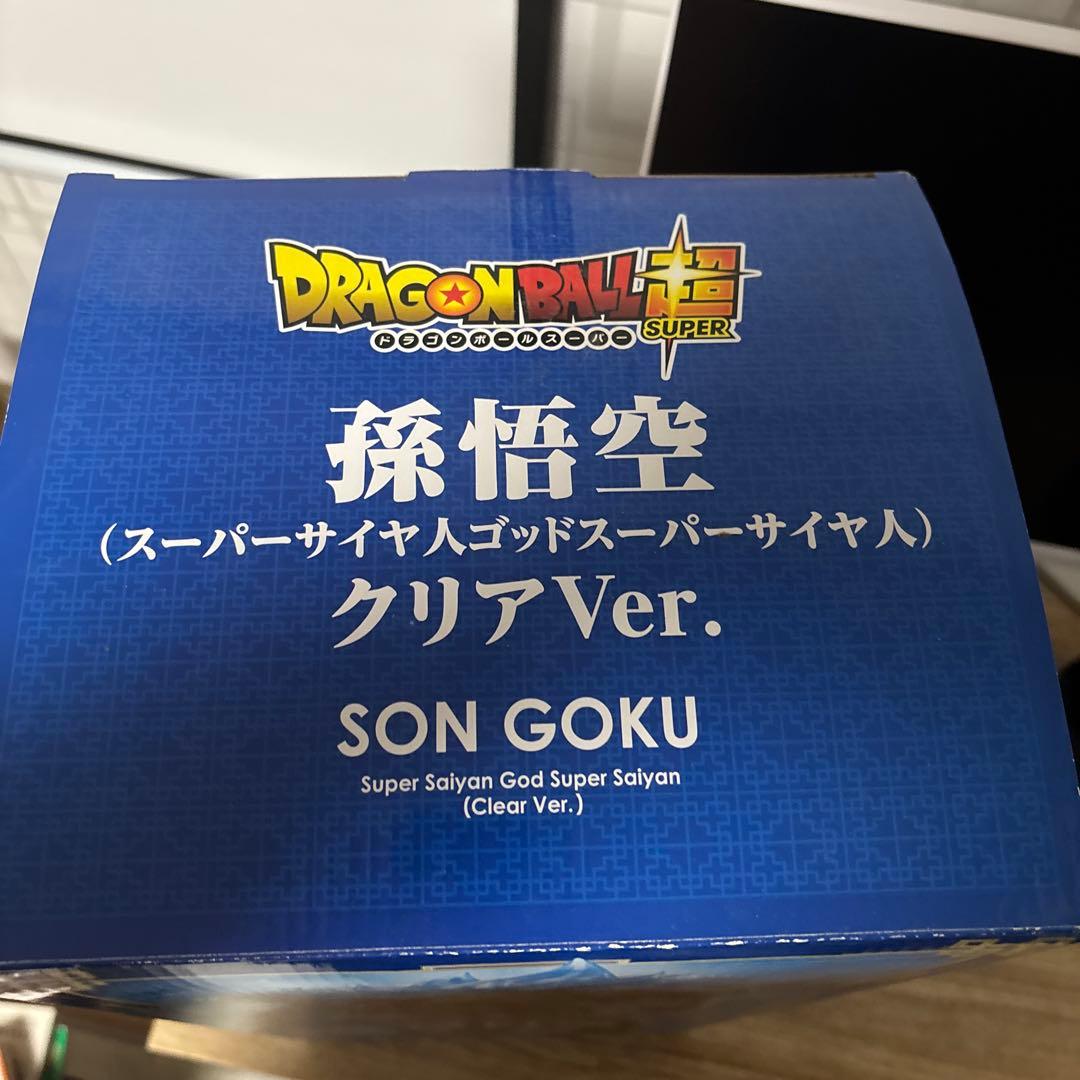 DRAGON BALL 超
SUPER
ドラゴンボールスーパー
孫悟空
(スーパーサイヤ人ゴッドスーパーサイヤ人)
クリアVer.
SON GOKU
Super Saiyan God Super Saiyan
(Clear Ver.)